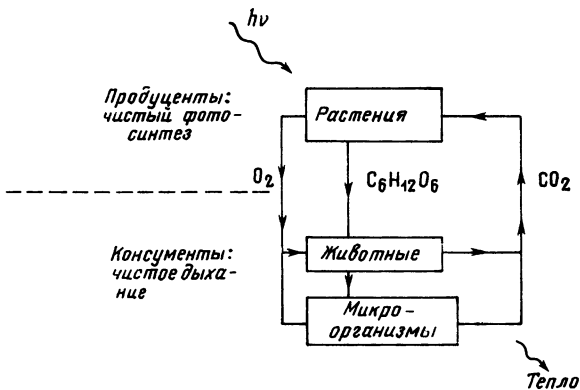 hν
Продуценты:
чистый фото-
синтез
Растения
O₂
C₆H₁₂O₆
CO₂
Консументы:
чистое дыха-
ние
Животные
Микро-
организмы
Тепло